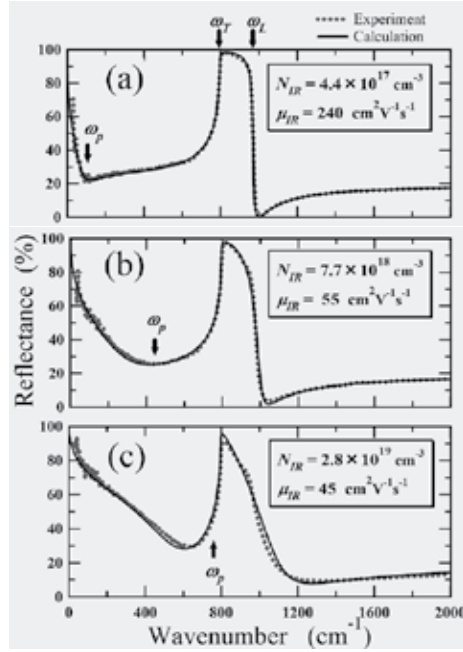 ω_T ω_L
Experiment
Calculation
100
80
60
40
20
0
(a)
ω_p
N_IR = 4.4 × 10^17 cm^-3
μ_IR = 240 cm^2V^-1s^-1
100
80
60
40
20
0
(b)
ω_p
N_IR = 7.7 × 10^18 cm^-3
μ_IR = 55 cm^2V^-1s^-1
Reflectance (%)
100
80
60
40
20
0
(c)
ω_p
N_IR = 2.8 × 10^19 cm^-3
μ_IR = 45 cm^2V^-1s^-1
0 400 800 1200 1600 2000
Wavenumber (cm^-1)